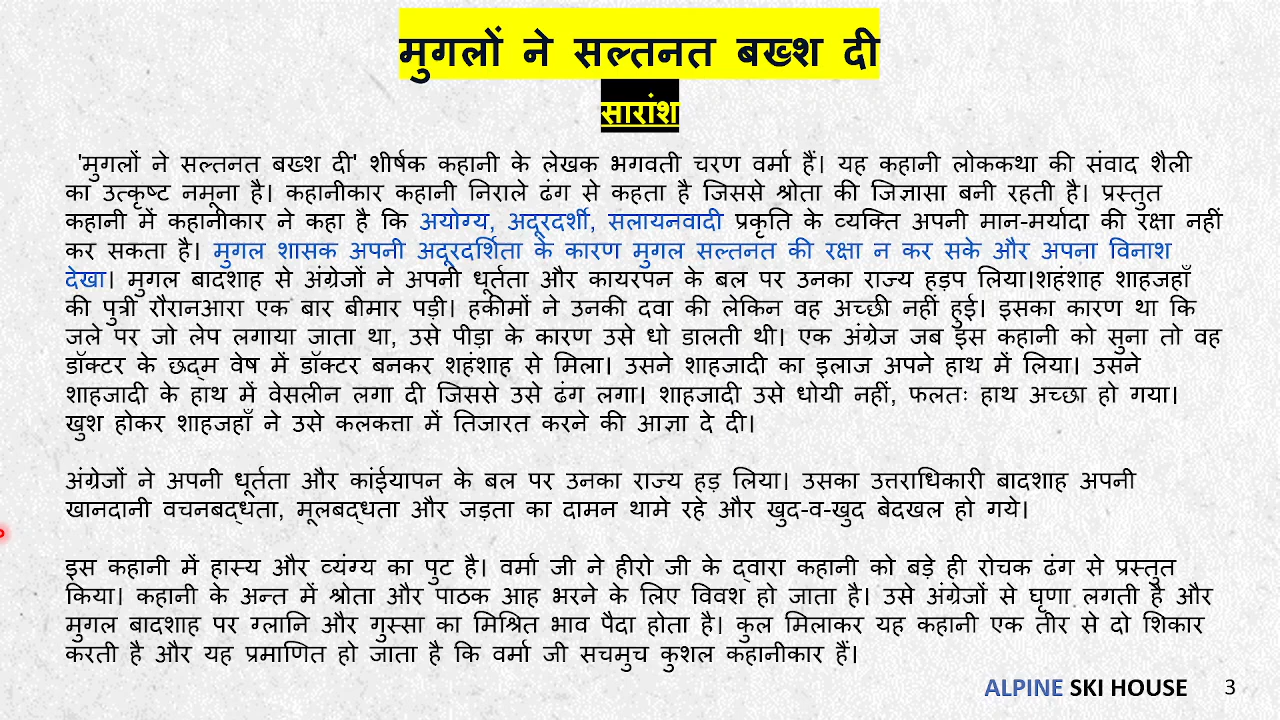 मुगलों ने सल्तनत बख्श दी
सारांश
'मुगलों ने सल्तनत बख्श दी' शीर्षक कहानी के लेखक भगवती चरण वर्मा हैं। यह कहानी लोककथा की संवाद शैली
का उत्कृष्ट नमूना है। कहानीकार कहानी निराले ढंग से कहता है जिससे श्रोता की जिज्ञासा बनी रहती है। प्रस्तुत
कहानी में कहानीकार ने कहा है कि अयोग्य, अदूरदर्शी, सलायनवादी प्रकृति के व्यक्ति अपनी मान-मर्यादा की रक्षा नहीं
कर सकता है। मुगल शासक अपनी अदूरदर्शिता के कारण मुगल सल्तनत की रक्षा न कर सके और अपना विनाश
देखा। मुगल बादशाह से अंग्रेजों ने अपनी धूर्तता और कायरपन के बल पर उनका राज्य हड़प लिया।शहंशाह शाहजहाँ
की पुत्री रौरानआरा एक बार बीमार पड़ी। हकीमों ने उनकी दवा की लेकिन वह अच्छी नहीं हुई। इसका कारण था कि
जले पर जो लेप लगाया जाता था, उसे पीड़ा के कारण उसे धो डालती थी। एक अंग्रेज जब इस कहानी को सुना तो वह
डॉक्टर के छद्म वेष में डॉक्टर बनकर शहंशाह से मिला। उसने शाहजादी का इलाज अपने हाथ में लिया। उसने
शाहजादी के हाथ में वेसलीन लगा दी जिससे उसे ढंग लगा। शाहजादी उसे धोयी नहीं, फलतः हाथ अच्छा हो गया।
खुश होकर शाहजहाँ ने उसे कलकत्ता में तिजारत करने की आज्ञा दे दी।
अंग्रेजों ने अपनी धूर्तता और कांईयापन के बल पर उनका राज्य हड़ लिया। उसका उत्तराधिकारी बादशाह अपनी
खानदानी वचनबद्धता, मूलबद्धता और जड़ता का दामन थामे रहे और खुद-व-खुद बेदखल हो गये।
इस कहानी में हास्य और व्यंग्य का पुट है। वर्मा जी ने हीरो जी के द्वारा कहानी को बड़े ही रोचक ढंग से प्रस्तुत
किया। कहानी के अन्त में श्रोता और पाठक आह भरने के लिए विवश हो जाता है। उसे अंग्रेजों से घृणा लगती है और
मुगल बादशाह पर ग्लानि और गुस्सा का मिश्रित भाव पैदा होता है। कुल मिलाकर यह कहानी एक तीर से दो शिकार
करती है और यह प्रमाणित हो जाता है कि वर्मा जी सचमुच कुशल कहानीकार हैं।
ALPINE SKI HOUSE 3